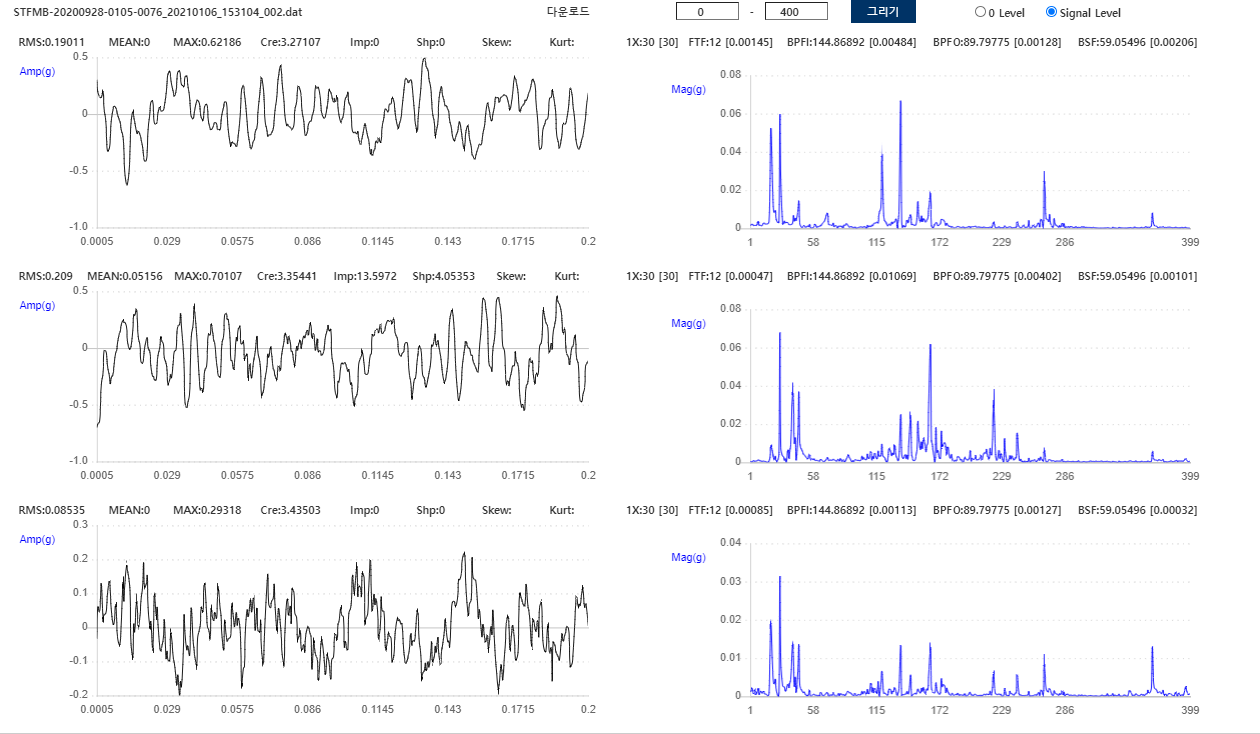 STFMB-20200928-0105-0076_20210106_153104_002.dat 다운로드 0 - 400 그리기 0 Level Signal Level
RMS:0.19011 MEAN:0 MAX:0.62186 Cre:3.27107 Imp:0 Shp:0 Skew: Kurt:
Amp(g)
0.5
0
-0.5
-1.0
0.0005 0.029 0.0575 0.086 0.1145 0.143 0.1715 0.2
1X:30 [30] FTF:12 [0.00145] BPFI:144.86892 [0.00484] BPFO:89.79775 [0.00128] BSF:59.05496 [0.00206]
Mag(g)
0.08
0.06
0.04
0.02
0
1 58 115 172 229 286 399
RMS:0.209 MEAN:0.05156 MAX:0.70107 Cre:3.35441 Imp:13.5972 Shp:4.05353 Skew: Kurt:
Amp(g)
0.5
0
-0.5
-1.0
0.0005 0.029 0.0575 0.086 0.1145 0.143 0.1715 0.2
1X:30 [30] FTF:12 [0.00047] BPFI:144.86892 [0.01069] BPFO:89.79775 [0.00402] BSF:59.05496 [0.00101]
Mag(g)
0.08
0.06
0.04
0.02
0
1 58 115 172 229 286 399
RMS:0.08535 MEAN:0 MAX:0.29318 Cre:3.43503 Imp:0 Shp:0 Skew: Kurt:
Amp(g)
0.3
0.2
0.1
0
-0.1
-0.2
0.0005 0.029 0.0575 0.086 0.1145 0.143 0.1715 0.2
1X:30 [30] FTF:12 [0.00085] BPFI:144.86892 [0.00113] BPFO:89.79775 [0.00127] BSF:59.05496 [0.00032]
Mag(g)
0.04
0.03
0.02
0.01
0
1 58 115 172 229 286 399